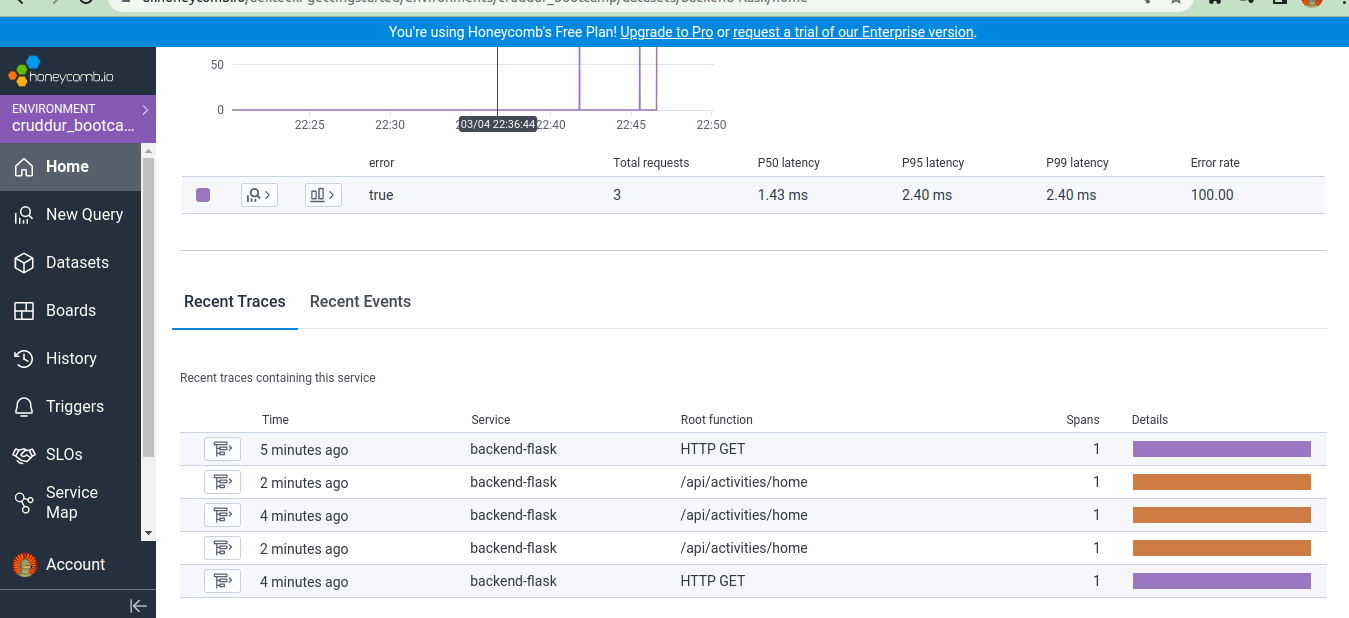 You're using Honeycomb's Free Plan! Upgrade to Pro or request a trial of our Enterprise version.
honeycomb.io
ENVIRONMENT
cruddur_bootca...
Home
New Query
Datasets
Boards
History
Triggers
SLOs
Service
Map
Account
50
0
22:25 22:30 03/04 22:36:44 22:40 22:45 22:50
error Total requests P50 latency P95 latency P99 latency Error rate
true 3 1.43 ms 2.40 ms 2.40 ms 100.00
Recent Traces Recent Events
Recent traces containing this service
Time Service Root function Spans Details
5 minutes ago backend-flask HTTP GET 1
2 minutes ago backend-flask /api/activities/home 1
4 minutes ago backend-flask /api/activities/home 1
2 minutes ago backend-flask /api/activities/home 1
4 minutes ago backend-flask HTTP GET 1